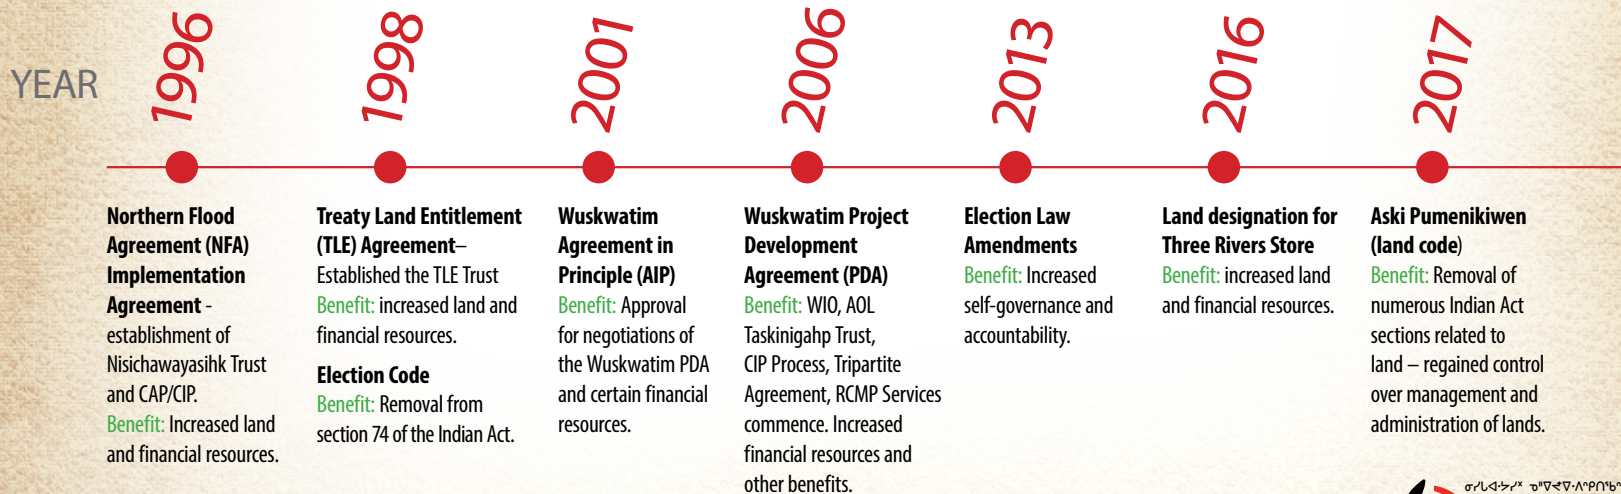 YEAR
1996
1998
2001
2006
2013
2016
2017
Northern Flood
Agreement (NFA)
Implementation
Agreement -
establishment of
Nisichawayasihk Trust
and CAP/CIP.
Benefit: Increased land
and financial resources.
Treaty Land Entitlement
(TLE) Agreement–
Established the TLE Trust
Benefit: increased land and
financial resources.
Election Code
Benefit: Removal from
section 74 of the Indian Act.
Wuskwatim
Agreement in
Principle (AIP)
Benefit: Approval
for negotiations of
the Wuskwatim PDA
and certain financial
resources.
Wuskwatim Project
Development
Agreement (PDA)
Benefit: WIO, AOL
Taskinigahp Trust,
CIP Process, Tripartite
Agreement, RCMP Services
commence. Increased
financial resources and
other benefits.
Election Law
Amendments
Benefit: Increased
self-governance and
accountability.
Land designation for
Three Rivers Store
Benefit: increased land
and financial resources.
Aski Pumenikiwen
(land code)
Benefit: Removal of
numerous Indian Act
sections related to
land – regained control
over management and
administration of lands.